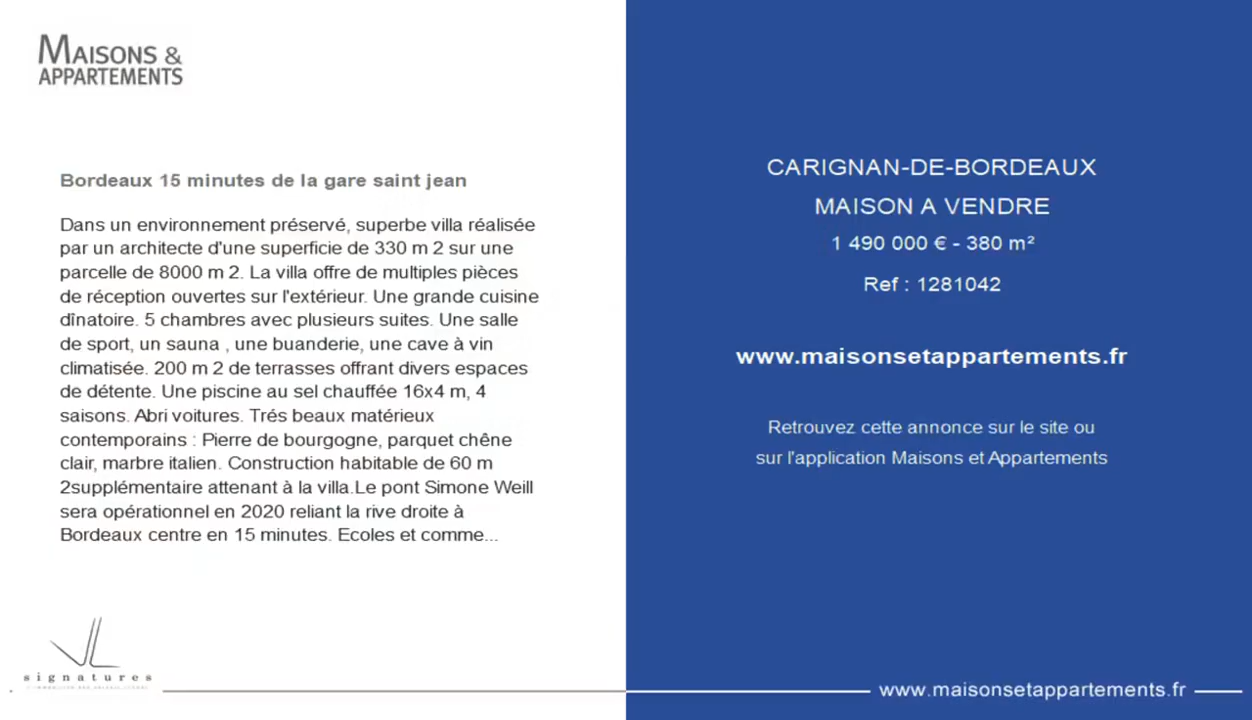 MAISONS &
APPARTEMENTS
Bordeaux 15 minutes de la gare saint jean
Dans un environnement préservé, superbe villa réalisée
par un architecte d'une superficie de 330 m 2 sur une
parcelle de 8000 m 2. La villa offre de multiples pièces
de réception ouvertes sur l'extérieur. Une grande cuisine
dînatoire. 5 chambres avec plusieurs suites. Une salle
de sport, un sauna , une buanderie, une cave à vin
climatisée. 200 m 2 de terrasses offrant divers espaces
de détente. Une piscine au sel chauffée 16x4 m, 4
saisons. Abri voitures. Trés beaux matérieux
contemporains : Pierre de bourgogne, parquet chêne
clair, marbre italien. Construction habitable de 60 m
2supplémentaire attenant à la villa.Le pont Simone Weill
sera opérationnel en 2020 reliant la rive droite à
Bordeaux centre en 15 minutes. Ecoles et comme...
signatures
CARIGNAN-DE-BORDEAUX
MAISON A VENDRE
1 490 000 € - 380 m²
Ref : 1281042
www.maisonsetappartements.fr
Retrouvez cette annonce sur le site ou
sur l'application Maisons et Appartements
www.maisonsetappartements.fr